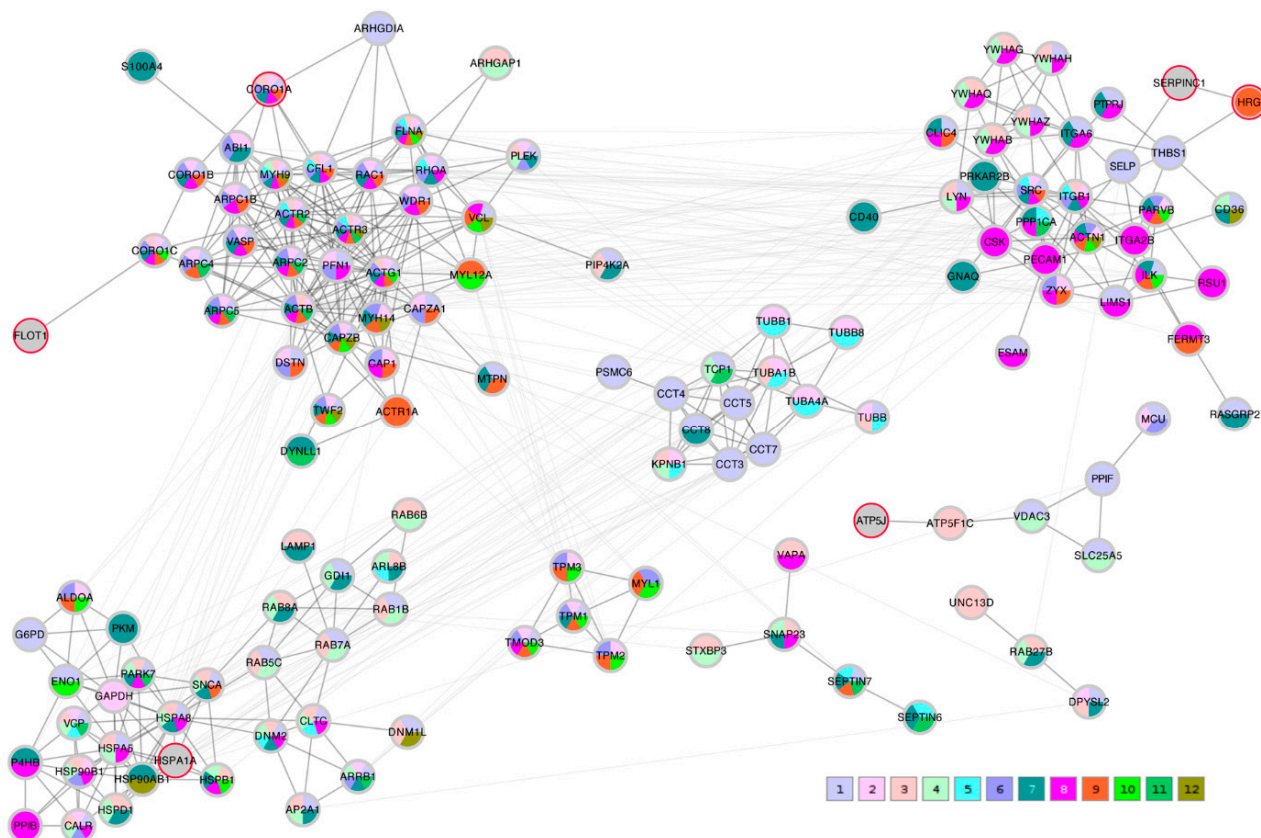 ARHGDIA
S100A4
ARHGAP1
CORO1A
FLNA
ABI1
PLEK
CORO1B
MYH9
CFL1
RAC1
RHOA
ARPC1B
WDR1
ACTR2
VCL
VASP
ACTR3
CORO1C
ARPC4
ARPC2
PFN1
ACTG1
MYL12A
PIP4K2A
ARPC5
ACTB
MYH14
CAPZA1
CAPZB
FLOT1
DSTN
CAP1
MTPN
TWF2
ACTR1A
DYNLL1
YWHAG
YWHAH
SERPINC1
HRG
YWHAQ
PTPRJ
YWHAZ
CLIC4
YWHAB
ITGA6
THBS1
SELP
PRKAR2B
LYN
SRC
ITGB1
CD40
PARVB
CD36
PPP1CA
CSK
ACTN1
ITGA2B
PECAM1
GNAQ
ILK
RSU1
ZYX
LIMS1
ESAM
FERMT3
RASGRP2
TUBB1
TUBB8
PSMC6
TCP1
TUBA1B
CCT4
CCT5
TUBA4A
TUBB
CCT8
CCT7
KPNB1
CCT3
MCU
PPIF
ATP5J
ATP5F1C
VDAC3
SLC25A5
RAB6B
LAMP1
GDI1
ARL8B
RAB8A
RAB1B
RAB7A
RAB5C
CLTC
DNM2
DNM1L
ARRB1
AP2A1
ALDOA
G6PD
PKM
ENO1
PARK7
SNCA
GAPDH
VCP
HSPA8
HSPA5
HSPA1A
P4HB
HSP90B1
HSP90AB1
HSPB1
HSPD1
PPIB
CALR
TPM3
MYL1
TPM1
TMOD3
TPM2
VAPA
STXBP3
SNAP23
SEPTIN7
SEPTIN6
UNC13D
RAB27B
DPYSL2
1 2 3 4 5 6 7 8 9 10 11 12